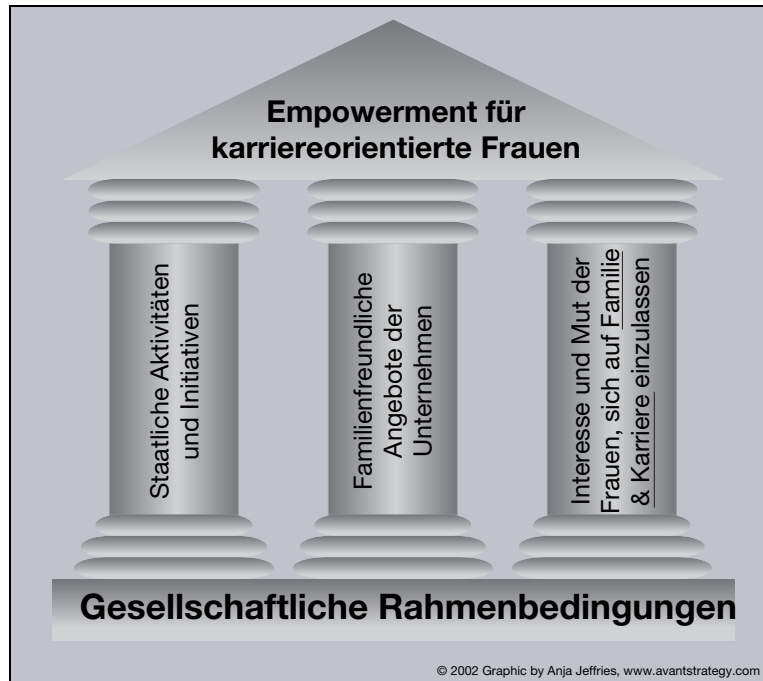 Empowerment für
karriereorientierte Frauen
Staatliche Aktivitäten
und Initiativen
Familienfreundliche
Angebote der
Unternehmen
Interesse und Mut der
Frauen, sich auf Familie
& Karriere einzulassen
Gesellschaftliche Rahmenbedingungen
© 2002 Graphic by Anja Jeffries, www.avantstrategy.com